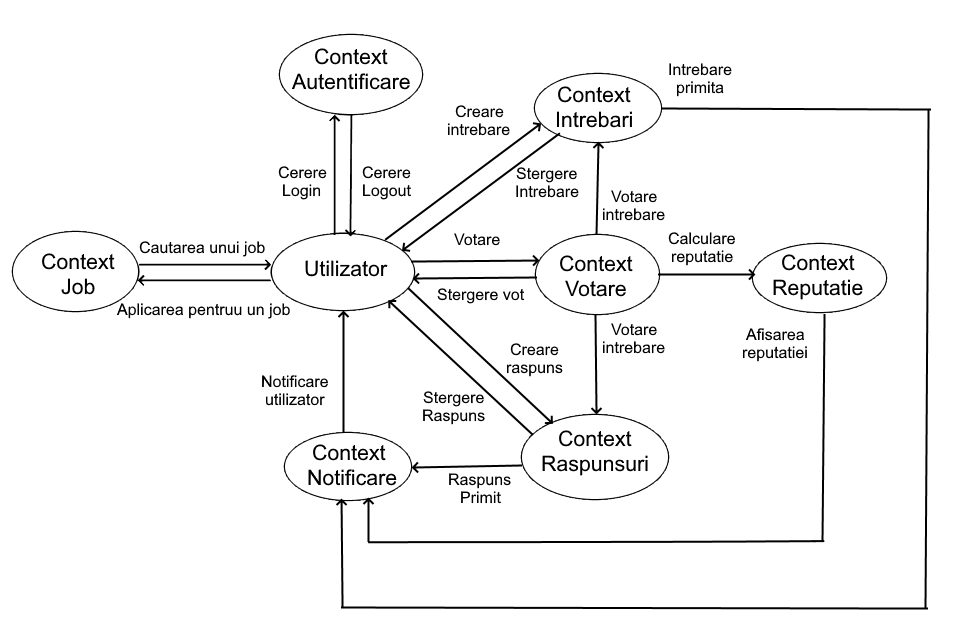 Context
Autentificare
Intrebare
primita
Context
Intrebari
Creare
intrebare
Cerere
Login
Cerere
Logout
Stergere
Intrebare
Votare
intrebare
Cautarea unui job
Votare
Calculare
reputatie
Context
Job
Utilizator
Context
Votare
Context
Reputatie
Aplicarea pentruu un job
Stergere vot
Votare
intrebare
Afisarea
reputatiei
Creare
raspuns
Notificare
utilizator
Stergere
Raspuns
Context
Notificare
Context
Raspunsuri
Raspuns
Primit